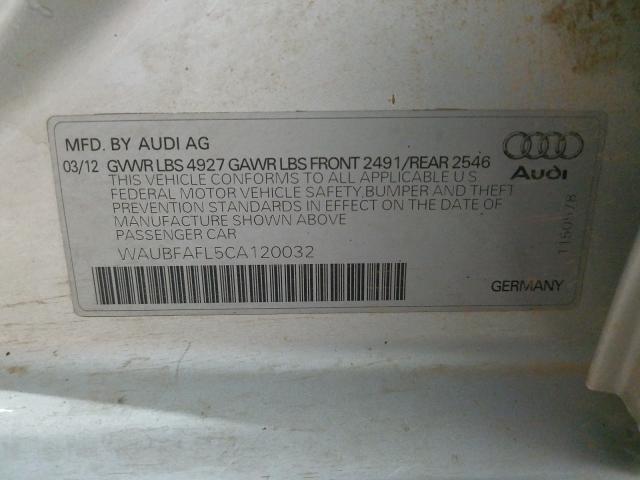 MFD. BY AUDI AG
03/12 GVWR LBS 4927 GAWR LBS FRONT 2491/REAR 2546
THIS VEHICLE CONFORMS TO ALL APPLICABLE U S
FEDERAL MOTOR VEHICLE SAFETY,BUMPER AND THEFT
PREVENTION STANDARDS IN EFFECT ON THE DATE OF
MANUFACTURE SHOWN ABOVE
PASSENGER CAR
WAUBFAFL5CA120032
Audi
GERMANY